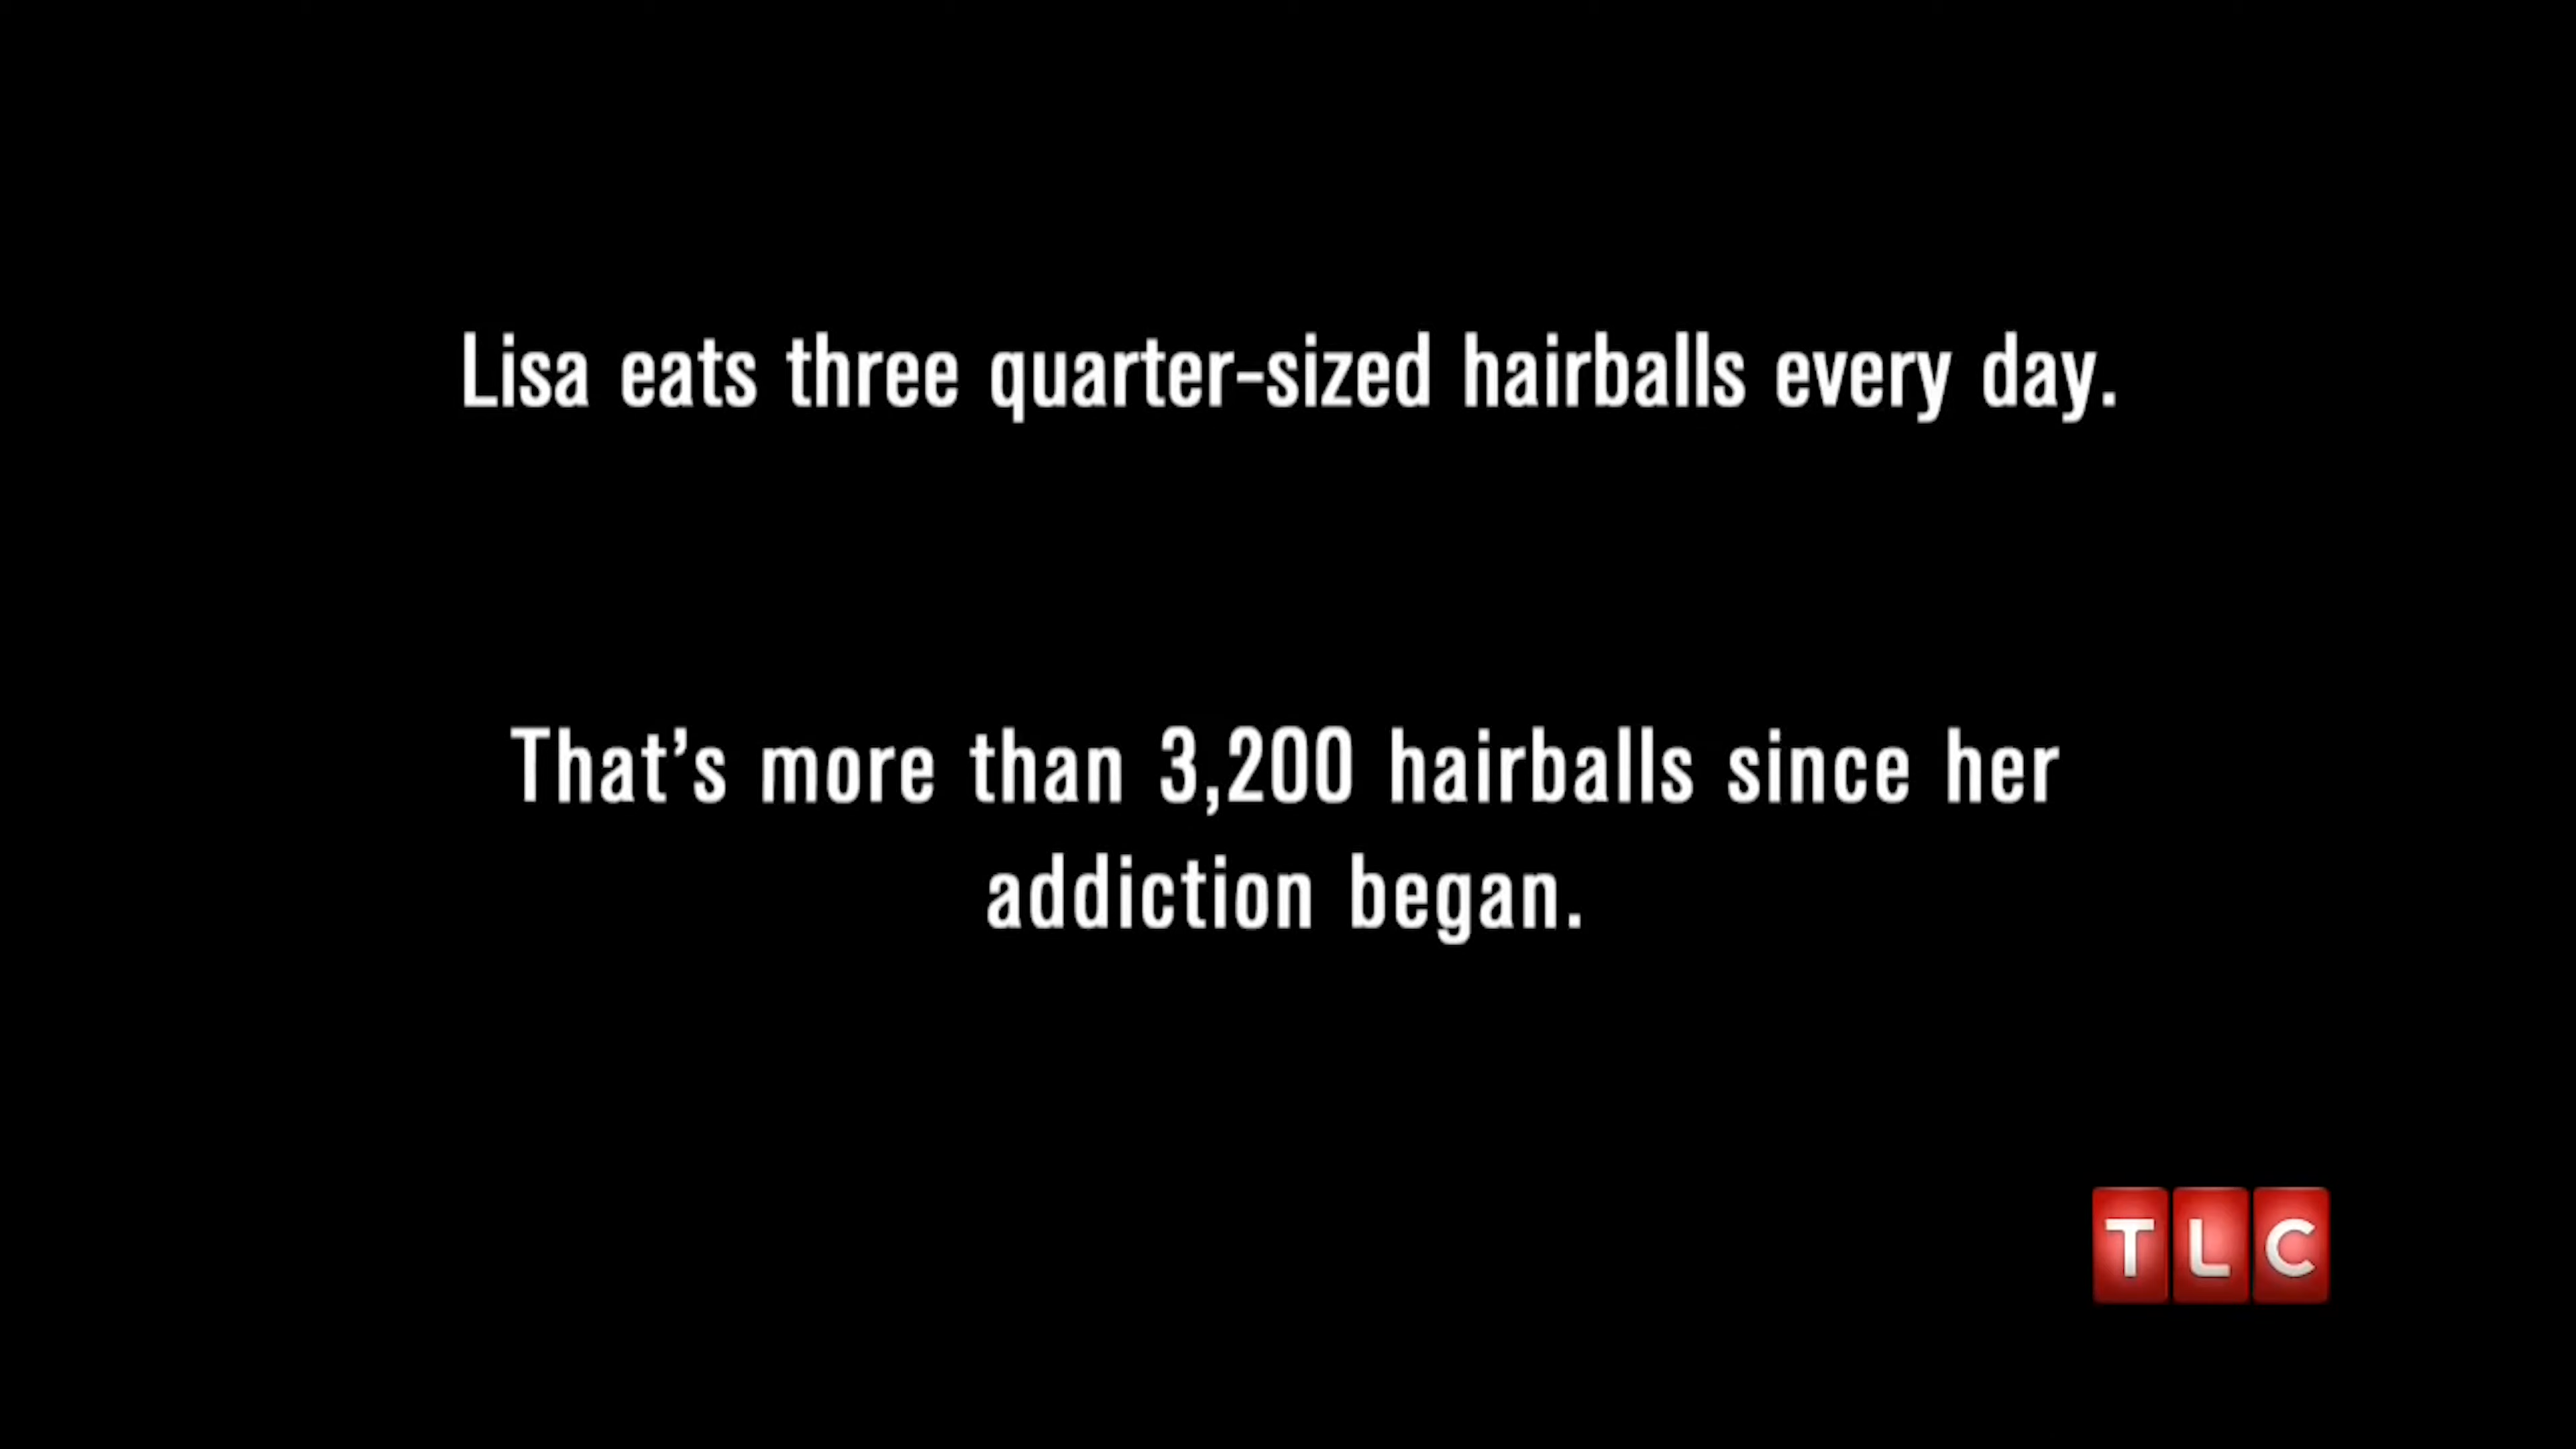 Lisa eats three quarter-sized hairballs every day.
That’s more than 3,200 hairballs since her
addiction began.
TLC